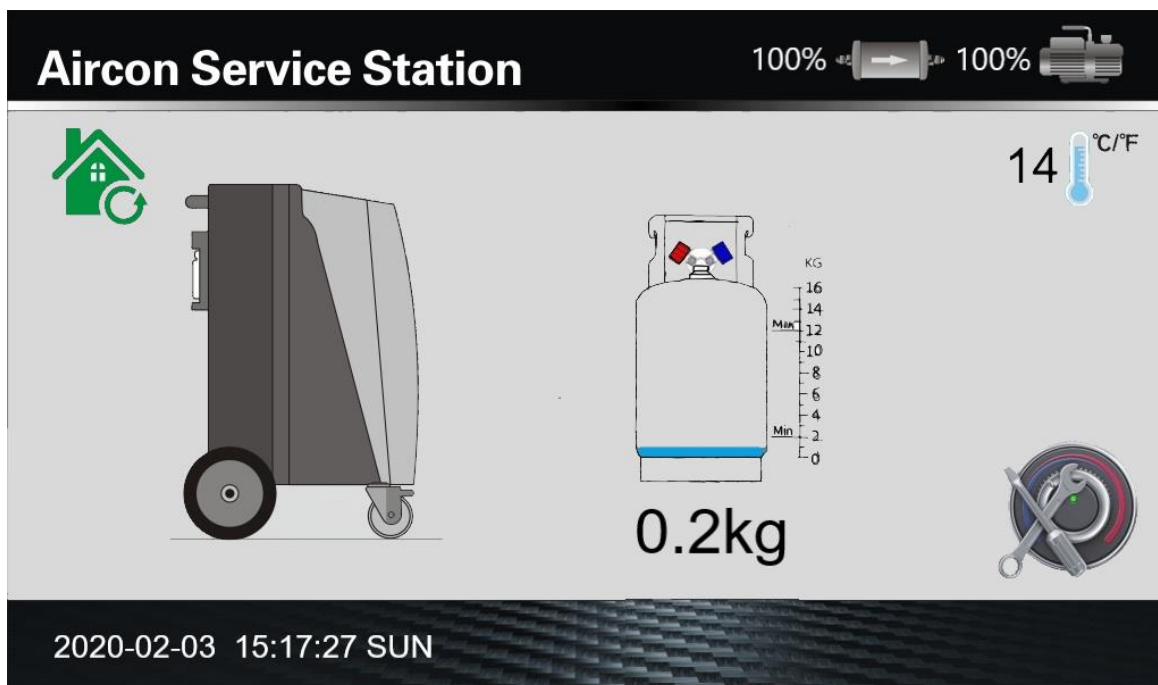 Aircon Service Station
100%
100%
14
°C/°F
KG
16
14
Max
12
10
8
6
4
Min
2
0
0.2kg
2020-02-03 15:17:27 SUN